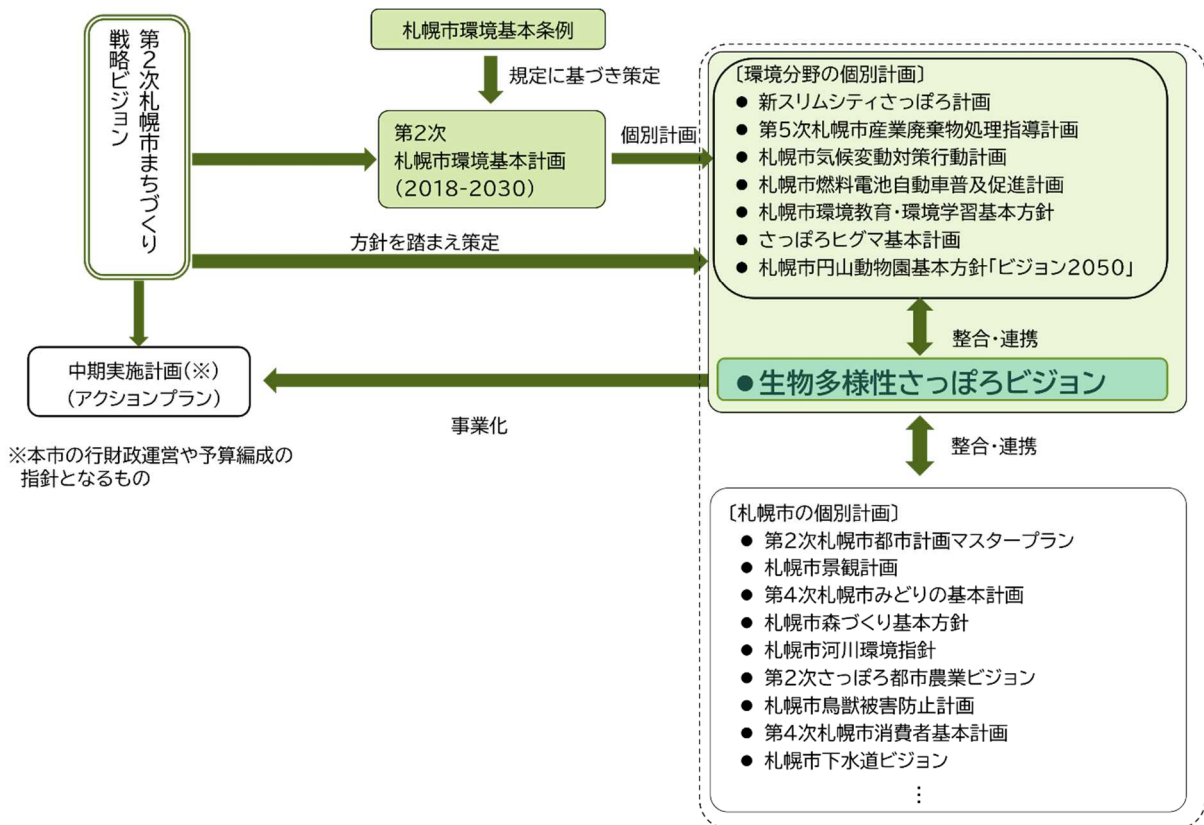 第2次札幌市まちづくり
戦略ビジョン
札幌市環境基本条例
規定に基づき策定
第2次
札幌市環境基本計画
(2018-2030)
個別計画
方針を踏まえ策定
〔環境分野の個別計画〕
● 新スリムシティさっぽろ計画
● 第5次札幌市産業廃棄物処理指導計画
● 札幌市気候変動対策行動計画
● 札幌市燃料電池自動車普及促進計画
● 札幌市環境教育・環境学習基本方針
● さっぽろヒグマ基本計画
● 札幌市円山動物園基本方針「ビジョン2050」
整合・連携
● 生物多様性さっぽろビジョン
中期実施計画(※)
(アクションプラン)
事業化
※本市の行財政運営や予算編成の
指針となるもの
整合・連携
〔札幌市の個別計画〕
● 第2次札幌市都市計画マスタープラン
● 札幌市景観計画
● 第4次札幌市みどりの基本計画
● 札幌市森づくり基本方針
● 札幌市河川環境指針
● 第2次さっぽろ都市農業ビジョン
● 札幌市鳥獣被害防止計画
● 第4次札幌市消費者基本計画
● 札幌市下水道ビジョン
⋮